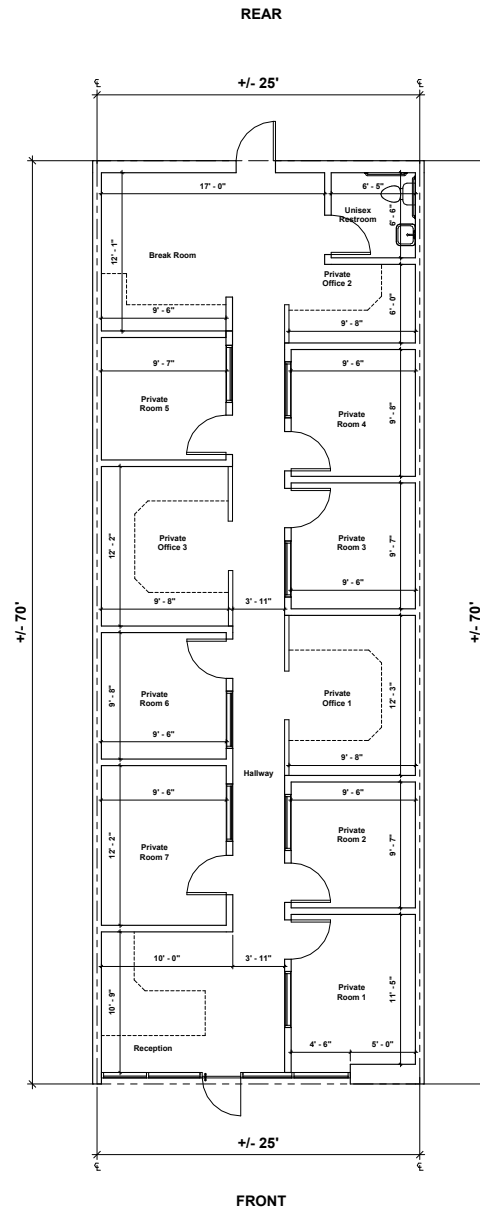 REAR
℄
+/- 25'
℄
17' - 0"
6' - 5"
Unisex
Restroom
6' - 6"
12' - 1"
Break Room
Private
Office 2
6' - 0"
9' - 6"
9' - 8"
9' - 7"
9' - 6"
Private
Room 5
Private
Room 4
9' - 8"
12' - 2"
Private
Office 3
Private
Room 3
9' - 7"
9' - 6"
9' - 8"
3' - 11"
+/- 70'
+/- 70'
9' - 8"
Private
Room 6
Private
Office 1
12' - 3"
9' - 6"
9' - 8"
Hallway
9' - 6"
9' - 6"
12' - 2"
Private
Room 7
Private
Room 2
9' - 7"
10' - 0"
3' - 11"
10' - 9"
Private
Room 1
11' - 5"
4' - 6"
5' - 0"
Reception
℄
+/- 25'
℄
FRONT